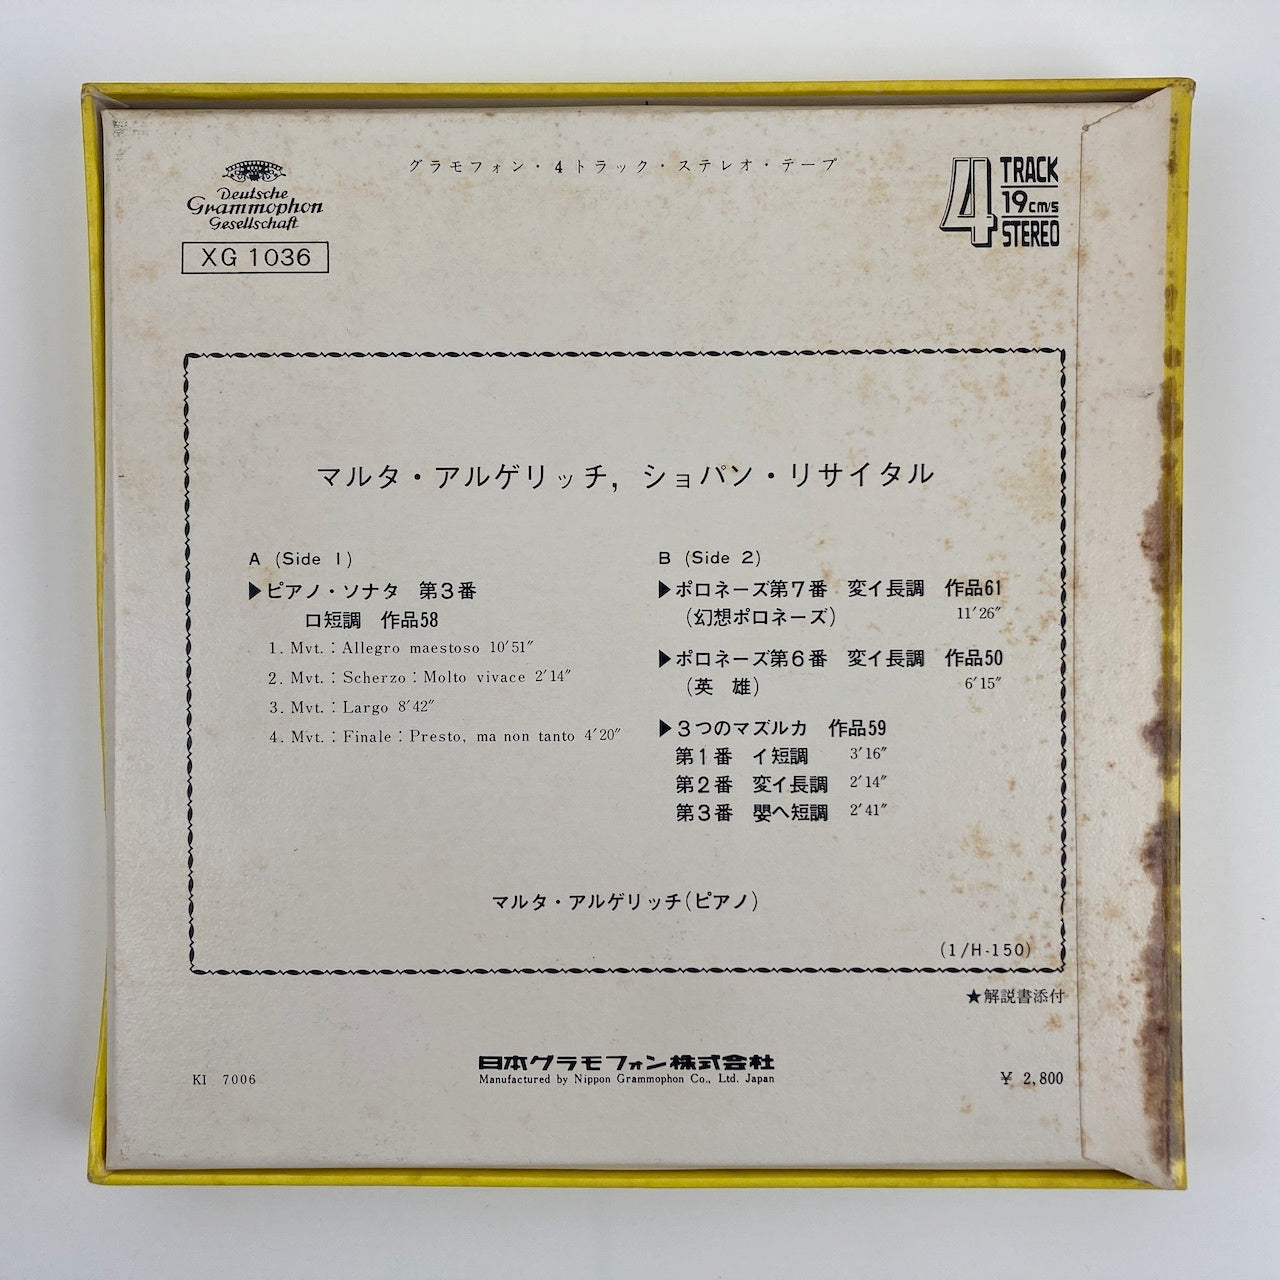 グラモフォン・4トラック・ステレオ・テープ
Deutsche
Grammophon
Gesellschaft
XG 1036
4 TRACK
19 cm/s
STEREO
マルタ・アルゲリッチ, ショパン・リサイタル
A (Side 1)
▶ピアノ・ソナタ 第3番
ロ短調 作品58
1. Mvt.：Allegro maestoso 10′51″
2. Mvt.：Scherzo：Molto vivace 2′14″
3. Mvt.：Largo 8′42″
4. Mvt.：Finale：Presto, ma non tanto 4′20″
B (Side 2)
▶ポロネーズ第7番 変イ長調 作品61
(幻想ポロネーズ) 11′26″
▶ポロネーズ第6番 変イ長調 作品50
(英 雄) 6′15″
▶3つのマズルカ 作品59
第1番 イ短調 3′16″
第2番 変イ長調 2′14″
第3番 嬰ヘ短調 2′41″
マルタ・アルゲリッチ(ピアノ)
(1/H-150)
★解説書添付
日本グラモフォン株式会社
KI 7006
Manufactured by Nippon Grammophon Co., Ltd. Japan
¥ 2,800